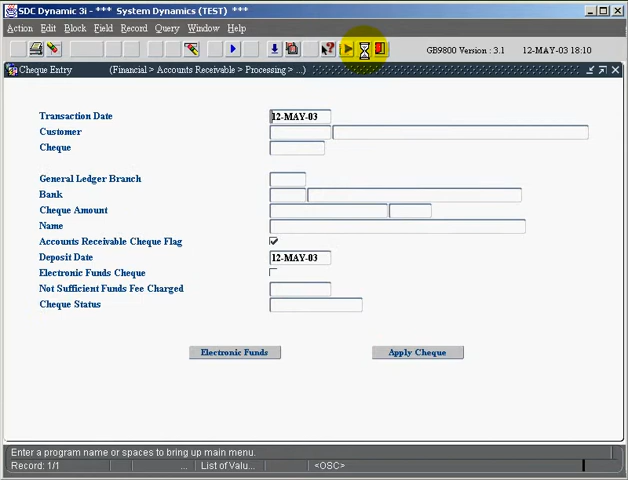 SDC Dynamic 3i - *** System Dynamics (TEST) ***
Action Edit Block Field Record Query Window Help
GB9800 Version : 3.1 12-MAY-03 18:10
Cheque Entry (Financial > Accounts Receivable > Processing > ...)
Transaction Date 12-MAY-03
Customer
Cheque
General Ledger Branch
Bank
Cheque Amount
Name
Accounts Receivable Cheque Flag
Deposit Date 12-MAY-03
Electronic Funds Cheque
Not Sufficient Funds Fee Charged
Cheque Status
Electronic Funds Apply Cheque
Enter a program name or spaces to bring up main menu.
Record: 1/1 ... List of Valu... <OSC>